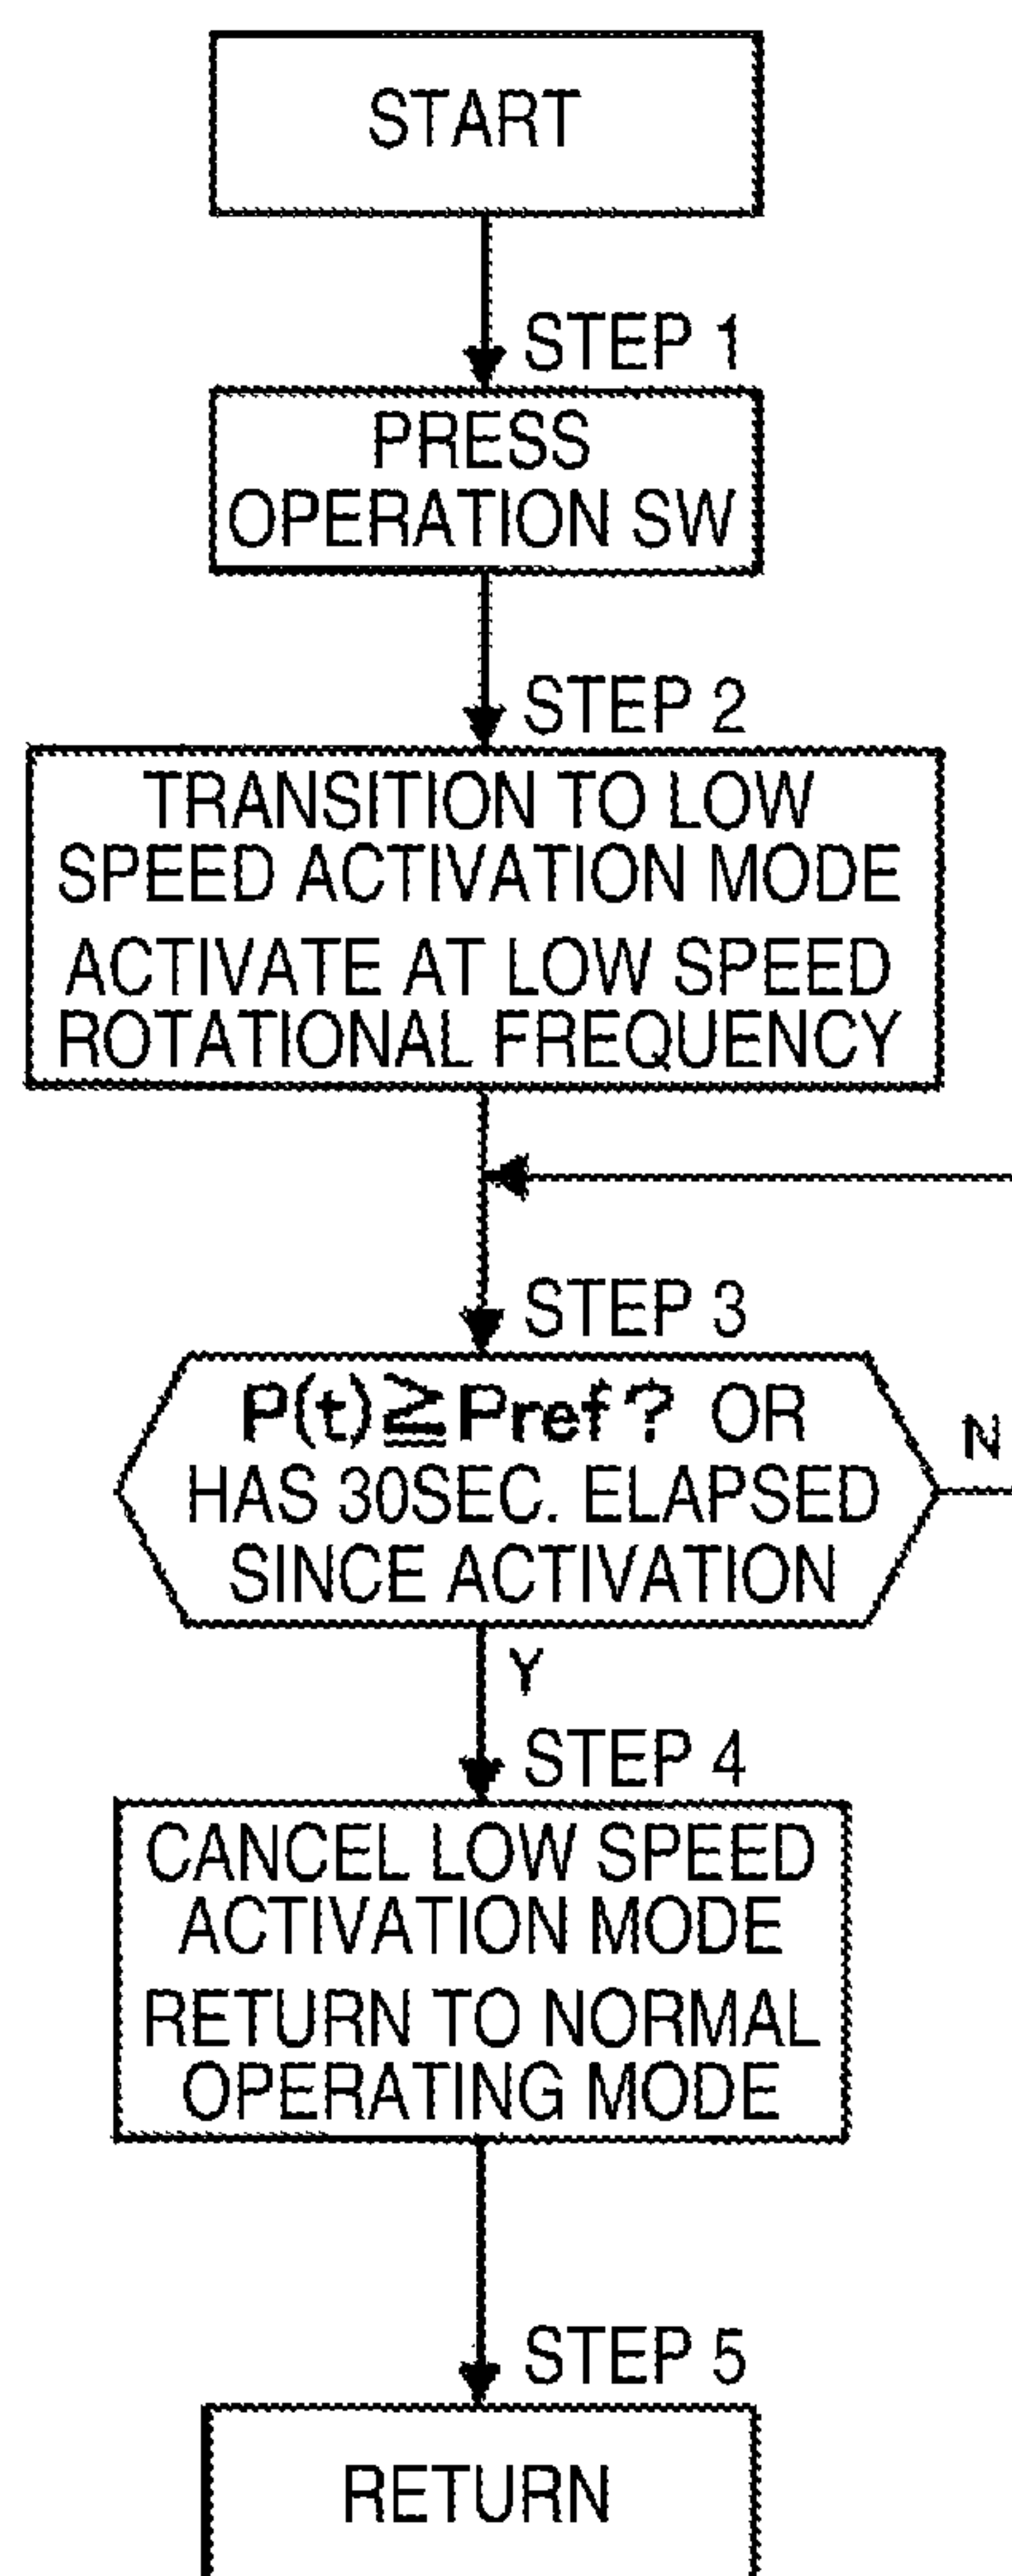 START
STEP 1
PRESS
OPERATION SW
STEP 2
TRANSITION TO LOW
SPEED ACTIVATION MODE
ACTIVATE AT LOW SPEED
ROTATIONAL FREQUENCY
STEP 3
P(t)≧Pref? OR
HAS 30SEC. ELAPSED
SINCE ACTIVATION
N
Y
STEP 4
CANCEL LOW SPEED
ACTIVATION MODE
RETURN TO NORMAL
OPERATING MODE
STEP 5
RETURN